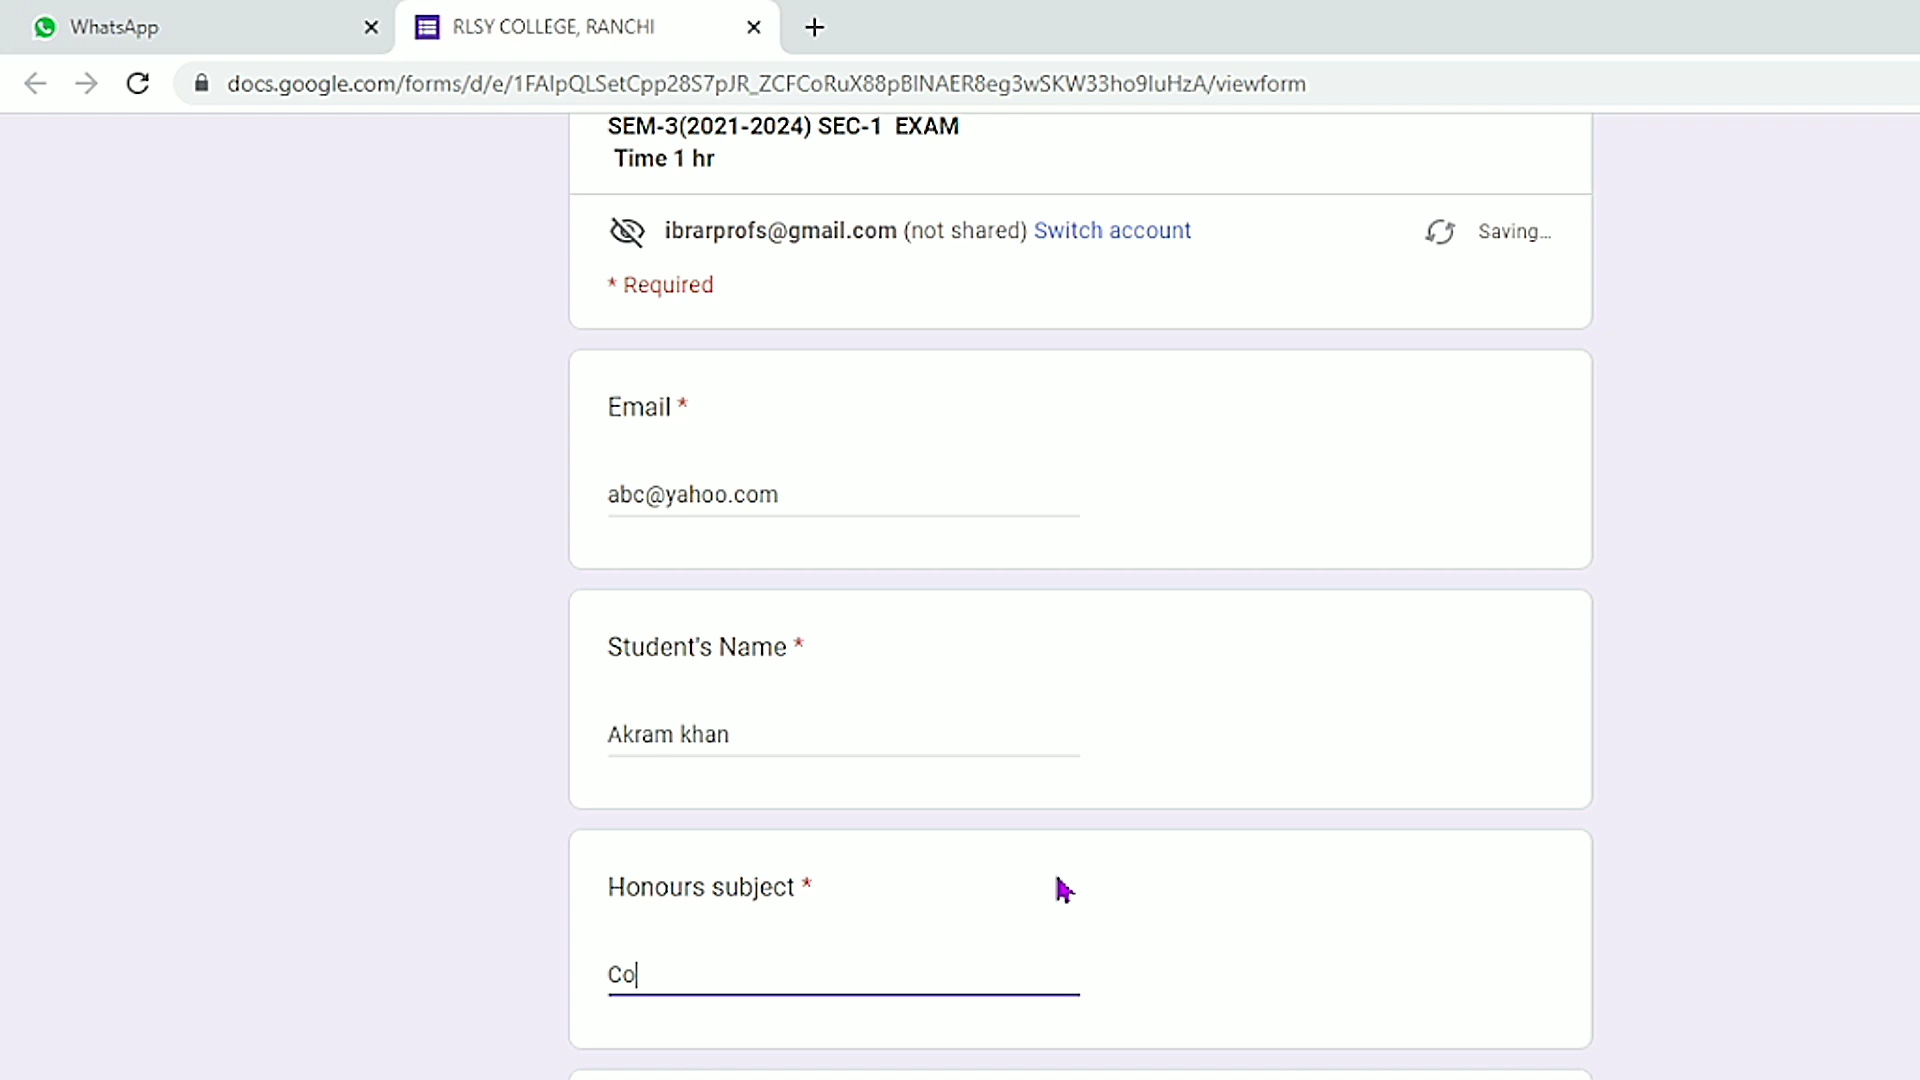 WhatsApp
RLSY COLLEGE, RANCHI
docs.google.com/forms/d/e/1FAIpQLSetCpp28S7pJR_ZCFCoRuX88pBINAER8eg3wSKW33ho9IuHzA/viewform
SEM-3(2021-2024) SEC-1 EXAM
Time 1 hr
ibrarprofs@gmail.com (not shared) Switch account
Saving...
* Required
Email *
abc@yahoo.com
Student's Name *
Akram khan
Honours subject *
Co